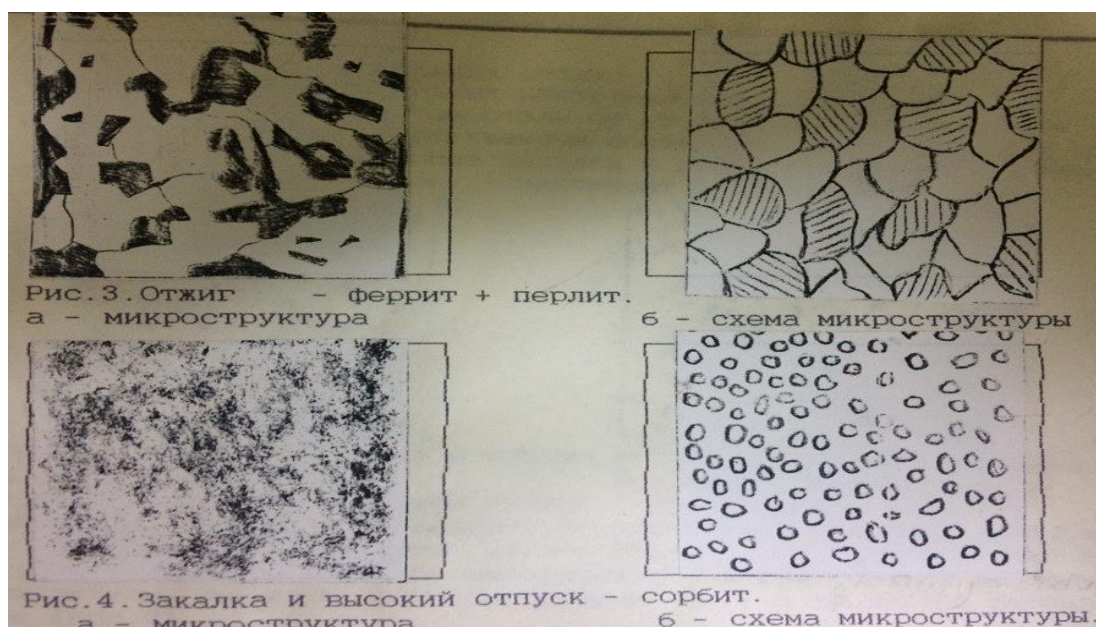 Рис.3.Отжиг - феррит + перлит.
а - микроструктура
б - схема микроструктуры
Рис.4.Закалка и высокий отпуск - сорбит.
а - микроструктура
б - схема микроструктуры.